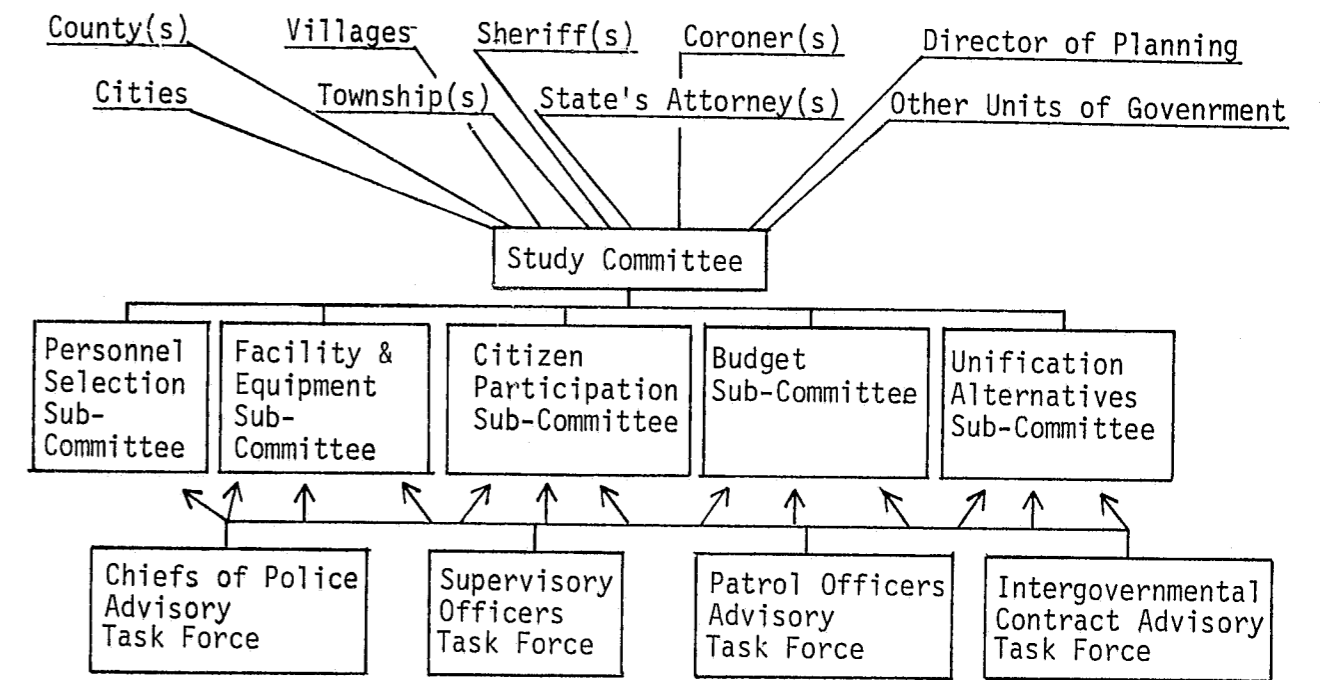 County(s)
Villages
Sheriff(s)
Coroner(s)
Director of Planning
Cities
Township(s)
State's Attorney(s)
Other Units of Govenrment
Study Committee
Personnel
Selection
Sub-
Committee
Facility &
Equipment
Sub-
Committee
Citizen
Participation
Sub-Committee
Budget
Sub-Committee
Unification
Alternatives
Sub-Committee
Chiefs of Police
Advisory
Task Force
Supervisory
Officers
Task Force
Patrol Officers
Advisory
Task Force
Intergovernmental
Contract Advisory
Task Force